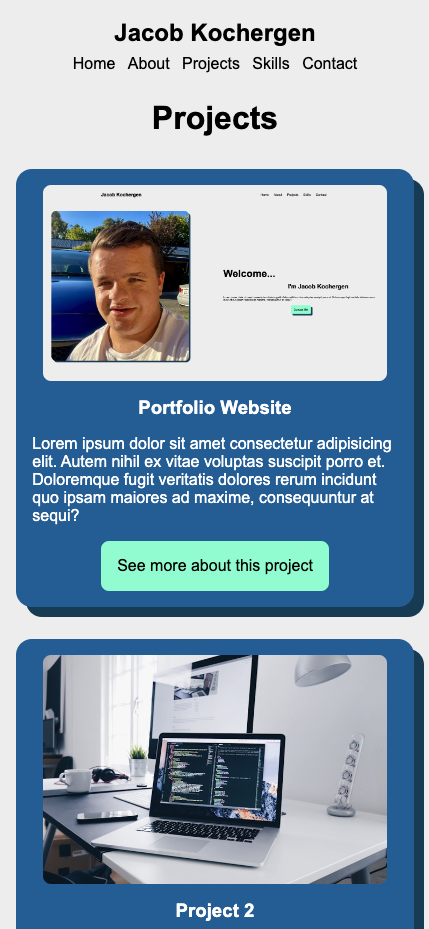 Jacob Kochergen
Home About Projects Skills Contact
Projects
Jacob Kochergen
Home About Projects Skills Contact
Welcome...
I'm Jacob Kochergen
Portfolio Website
Lorem ipsum dolor sit amet consectetur adipisicing
elit. Autem nihil ex vitae voluptas suscipit porro et.
Doloremque fugit veritatis dolores rerum incidunt
quo ipsam maiores ad maxime, consequuntur at
sequi?
See more about this project
Project 2